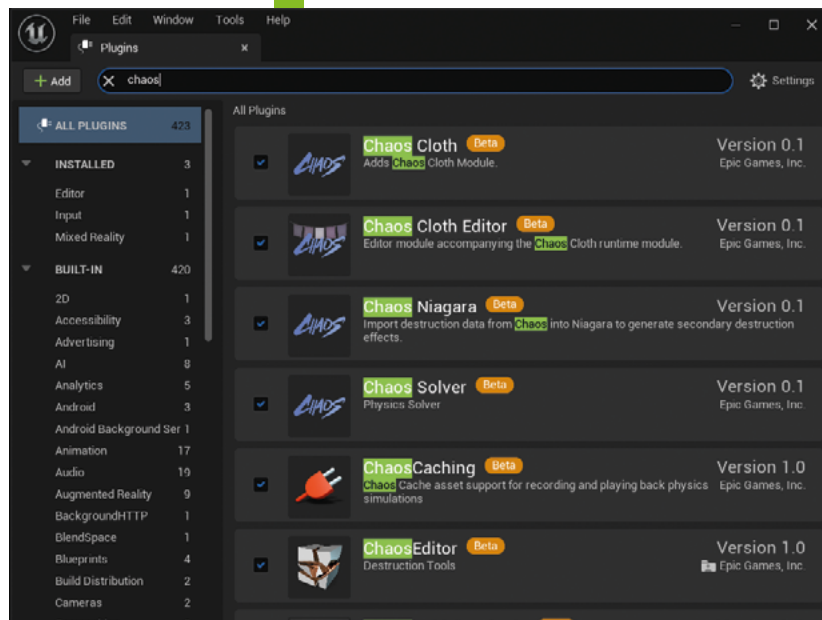 File Edit Window Tools Help
Plugins
+ Add
chaos
Settings
ALL PLUGINS 423
INSTALLED 3
Editor 1
Input 1
Mixed Reality 1
BUILT-IN 420
2D 1
Accessibility 3
Advertising 1
AI 8
Analytics 5
Android 3
Android Background Ser 1
Animation 17
Audio 19
Augmented Reality 9
BackgroundHTTP 1
BlendSpace 1
Blueprints 4
Build Distribution 2
Cameras 2
All Plugins
CHAOS
Chaos Cloth Beta
Version 0.1
Adds Chaos Cloth Module.
Epic Games, Inc.
CHAOS
Chaos Cloth Editor Beta
Version 0.1
Editor module accompanying the Chaos Cloth runtime module.
Epic Games, Inc.
CHAOS
Chaos Niagara Beta
Version 0.1
Import destruction data from Chaos into Niagara to generate secondary destruction
effects.
Epic Games, Inc.
CHAOS
Chaos Solver Beta
Version 0.1
Physics Solver
Epic Games, Inc.
ChaosCaching Beta
Version 1.0
Chaos Cache asset support for recording and playing back physics
simulations
Epic Games, Inc.
ChaosEditor Beta
Version 1.0
Destruction Tools
Epic Games, Inc.